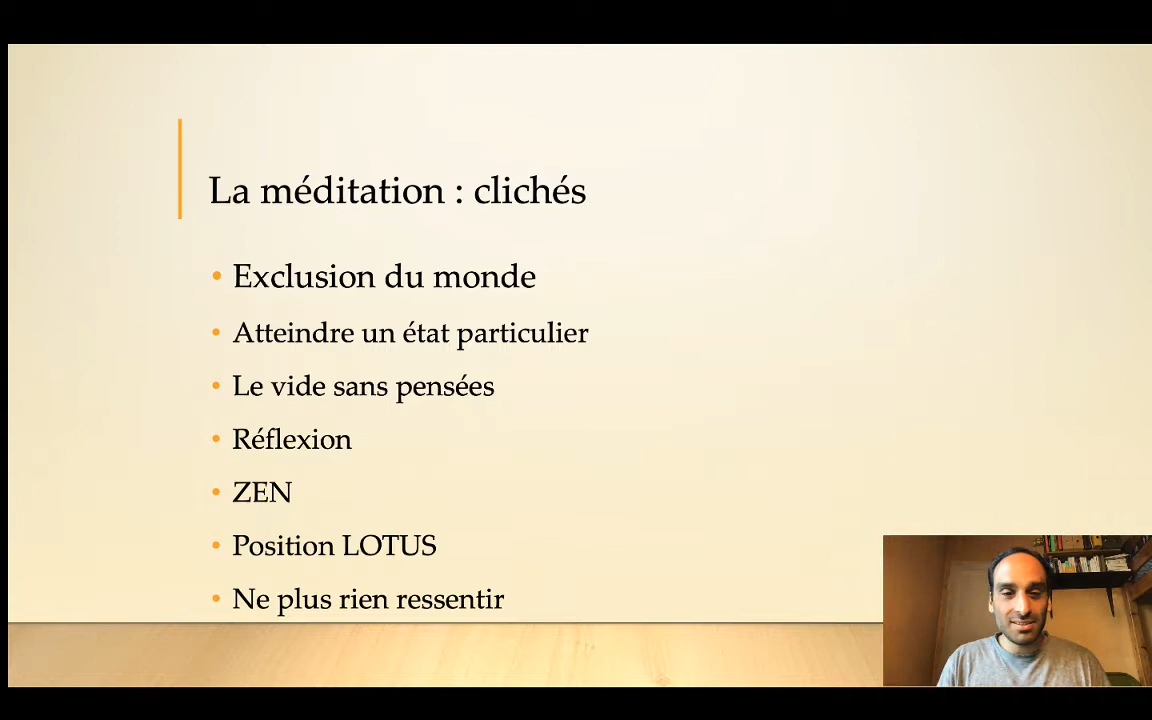 La méditation : clichés
• Exclusion du monde
• Atteindre un état particulier
• Le vide sans pensées
• Réflexion
• ZEN
• Position LOTUS
• Ne plus rien ressentir